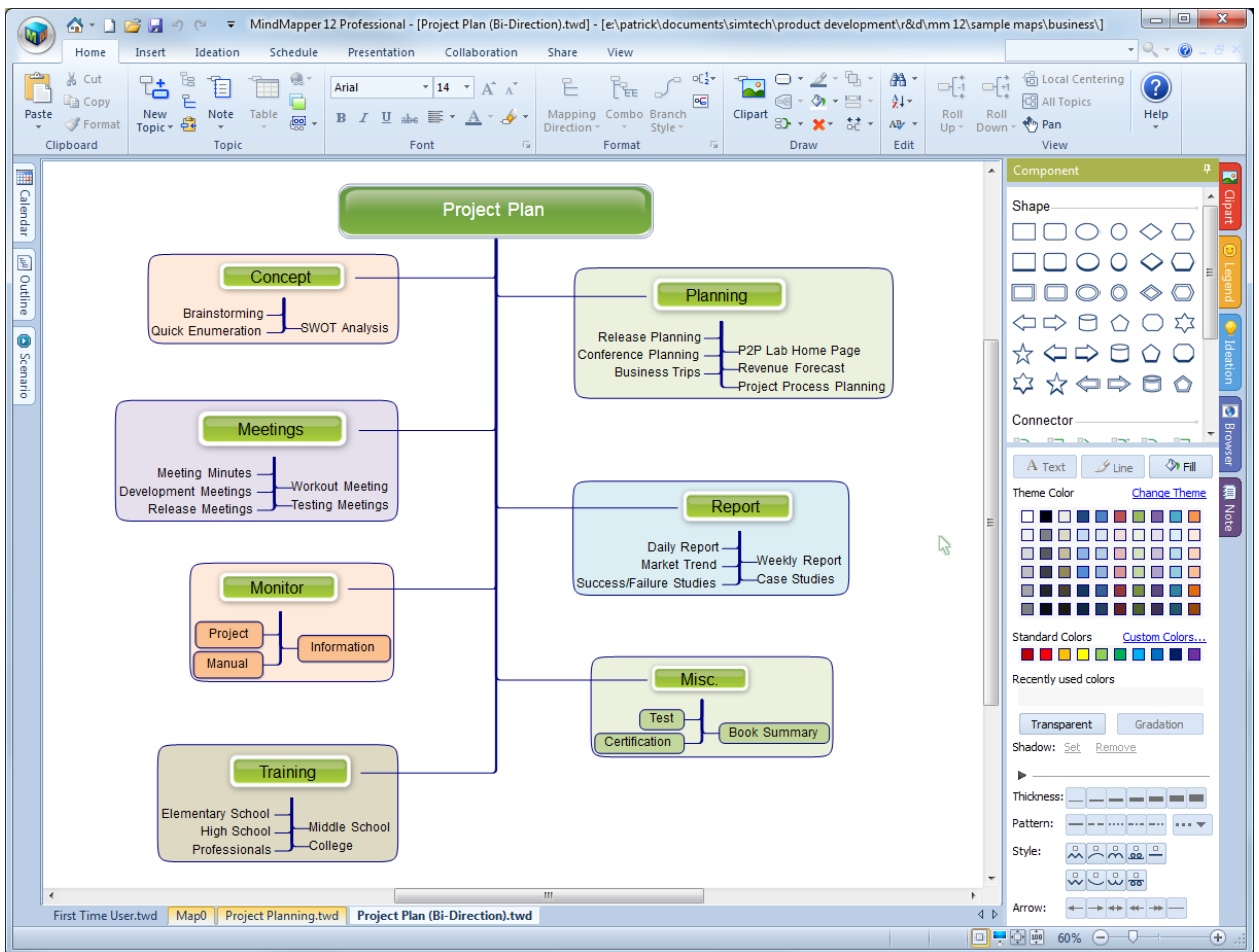 MindMapper 12 Professional - [Project Plan (Bi-Direction).twd] - [e:\patrick\documents\simtech\product development\r&d\mm 12\sample maps\business\]
Home Insert Ideation Schedule Presentation Collaboration Share View
Paste
Cut
Copy
Format
Clipboard
New Topic
Note
Table
Topic
Arial 14
B I U abc A
Font
Mapping Direction
Combo
Branch Style
Format
Clipart
Draw
Edit
Roll Up
Roll Down
Local Centering
All Topics
Pan
View
Help
Calendar
Outline
Scenario
Project Plan
Concept
Brainstorming
Quick Enumeration
SWOT Analysis
Planning
Release Planning
Conference Planning
Business Trips
P2P Lab Home Page
Revenue Forecast
Project Process Planning
Meetings
Meeting Minutes
Development Meetings
Release Meetings
Workout Meeting
Testing Meetings
Report
Daily Report
Market Trend
Success/Failure Studies
Weekly Report
Case Studies
Monitor
Project
Manual
Information
Misc.
Test
Certification
Book Summary
Training
Elementary School
High School
Professionals
Middle School
College
Component
Shape
Connector
Text Line Fill
Theme Color Change Theme
Standard Colors Custom Colors...
Recently used colors
Transparent Gradation
Shadow: Set Remove
Thickness:
Pattern:
Style:
Arrow:
Clipart
Legend
Ideation
Browser
Note
First Time User.twd Map0 Project Planning.twd Project Plan (Bi-Direction).twd
60%